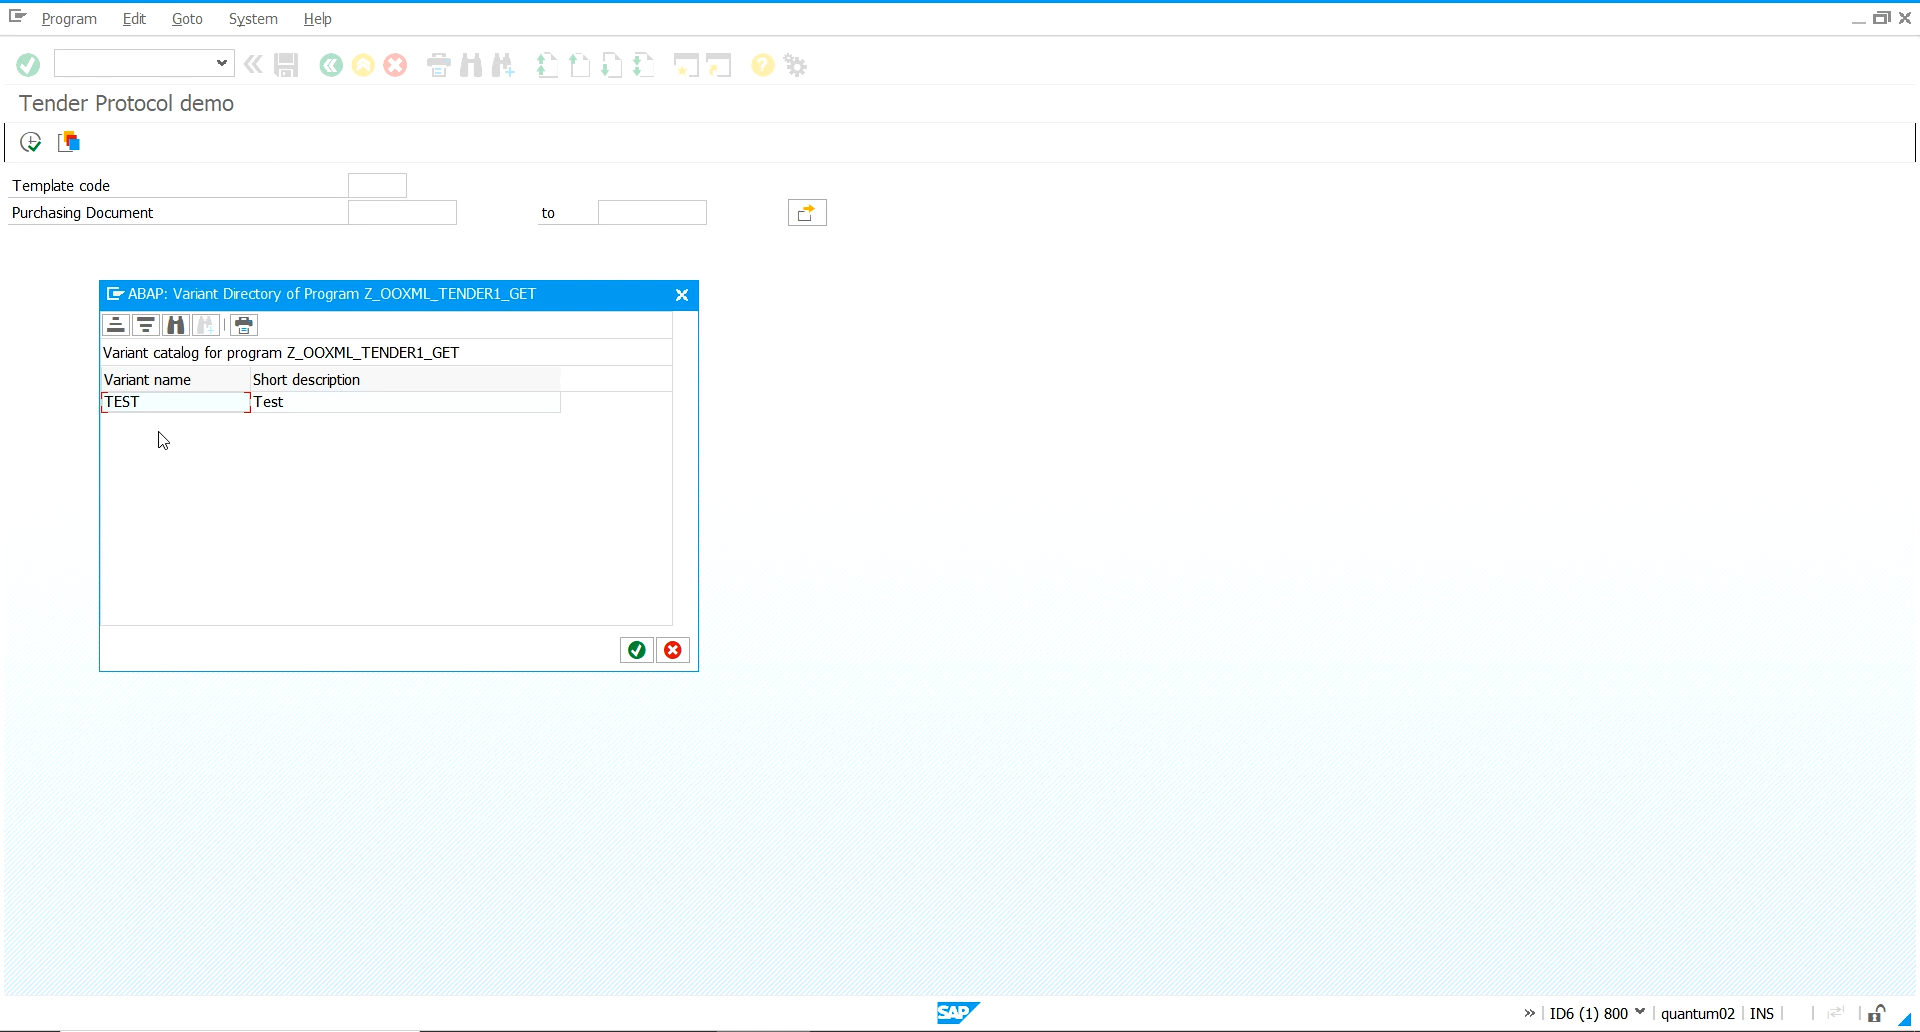 Program Edit Goto System Help
Tender Protocol demo
Template code
Purchasing Document to
ABAP: Variant Directory of Program Z_OOXML_TENDER1_GET
Variant catalog for program Z_OOXML_TENDER1_GET
Variant name Short description
TEST Test
SAP ID6 (1) 800 quantum02 INS